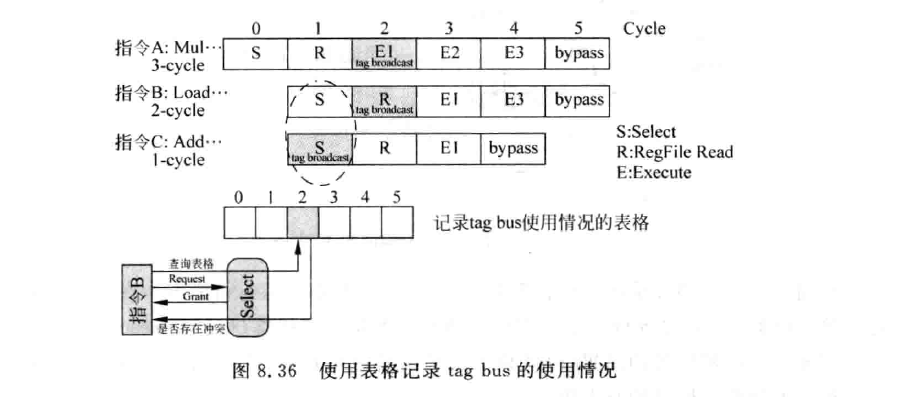 0 1 2 3 4 5 Cycle
指令A: Mul… S R E1 E2 E3 bypass
3-cycle tag broadcast
指令B: Load… S R E1 E3 bypass
2-cycle tag broadcast
指令C: Add… S R E1 bypass
1-cycle tag broadcast
S:Select
R:RegFile Read
E:Execute
0 1 2 3 4 5
记录tag bus使用情况的表格
查询表格
Request
Grant
是否存在冲突
指令B
Select
图 8.36 使用表格记录 tag bus 的使用情况